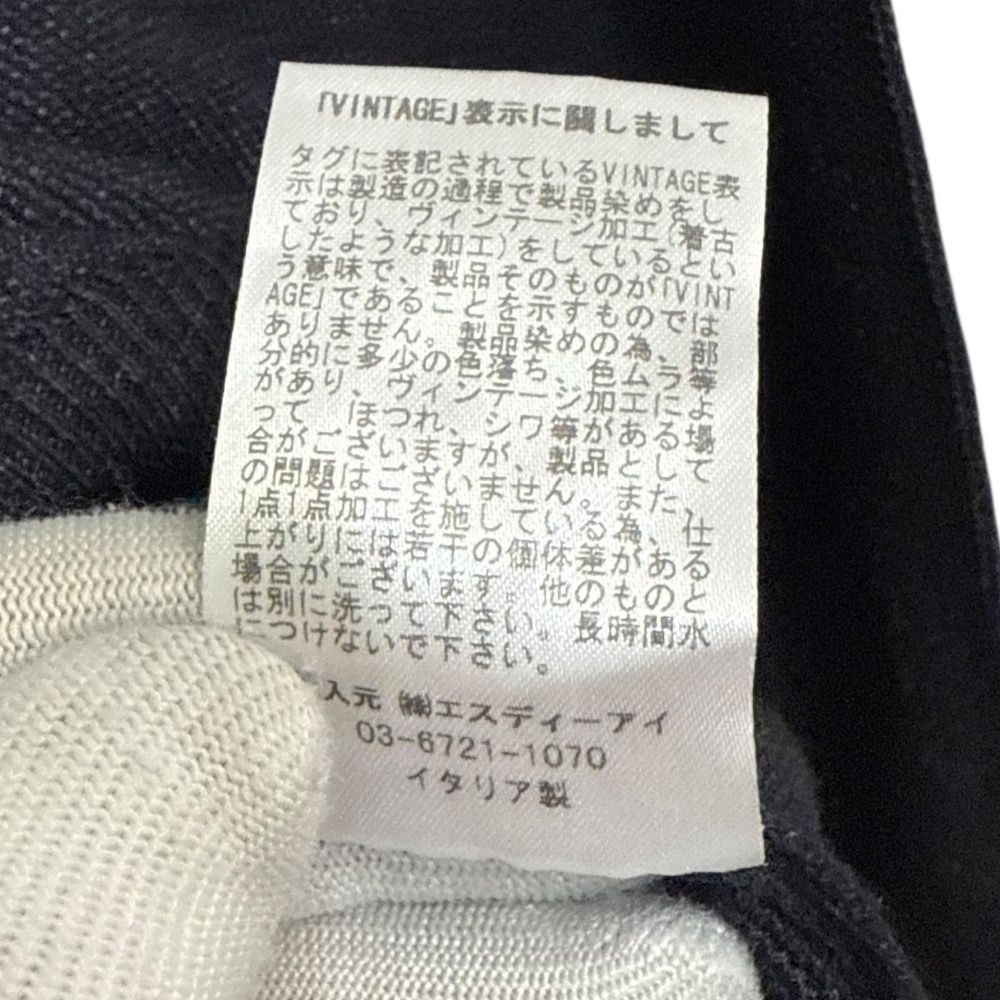 「VINTAGE」表示に関しまして
タグに表記されているVINTAGE表
示は製造の過程で製品染めをし
ており、ヴィンテージ加工(着古
したような加工)をしているとい
う意味で、製品そのものが「VINT
AGE」であることを示すものでは
ありません。製品染めの為、部
分的に多少の色落ち、色ムラ等
があり、ヴィンテージ加工によ
って、ほつれ、シワ等がある場
合がございますが、製品として
の問題はございません。また、
1点1点加工を施している為、仕
上がりには若干の個体差がある
場合がございます。他のものと
は別に洗って下さい。長時間水
につけないで下さい。
入元 ㈱エスディーアイ
03-6721-1070
イタリア製